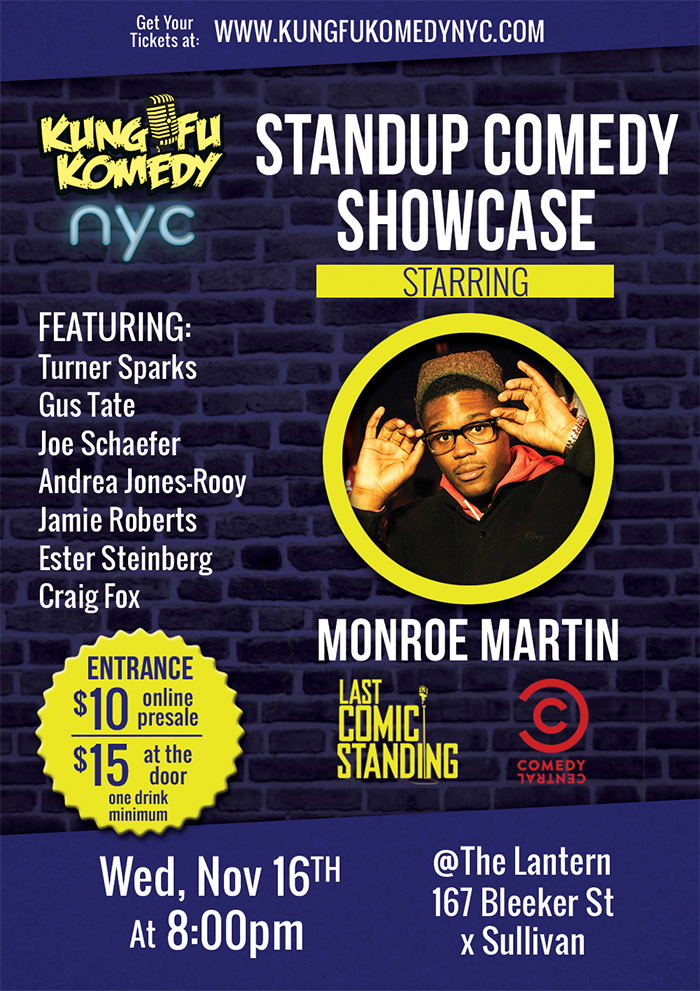 Get Your
Tickets at:
WWW.KUNGFUKOMEDYNYC.COM
KUNG FU
KOMEDY
nyc
STANDUP COMEDY
SHOWCASE
STARRING
FEATURING:
Turner Sparks
Gus Tate
Joe Schaefer
Andrea Jones-Rooy
Jamie Roberts
Ester Steinberg
Craig Fox
MONROE MARTIN
LAST
COMIC
STANDING
COMEDY
CENTRAL
ENTRANCE
$10 online
presale
$15 at the
door
one drink
minimum
Wed, Nov 16TH
At 8:00pm
@The Lantern
167 Bleeker St
x Sullivan